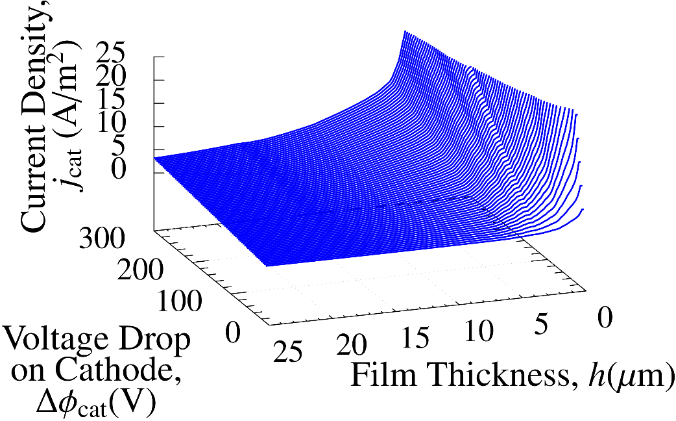 Current Density,
j_cat (A/m²)
25
20
15
10
5
0
300
200
100
0
Voltage Drop
on Cathode,
Δϕ_cat(V)
25
20
15
10
5
0
Film Thickness, h(μm)